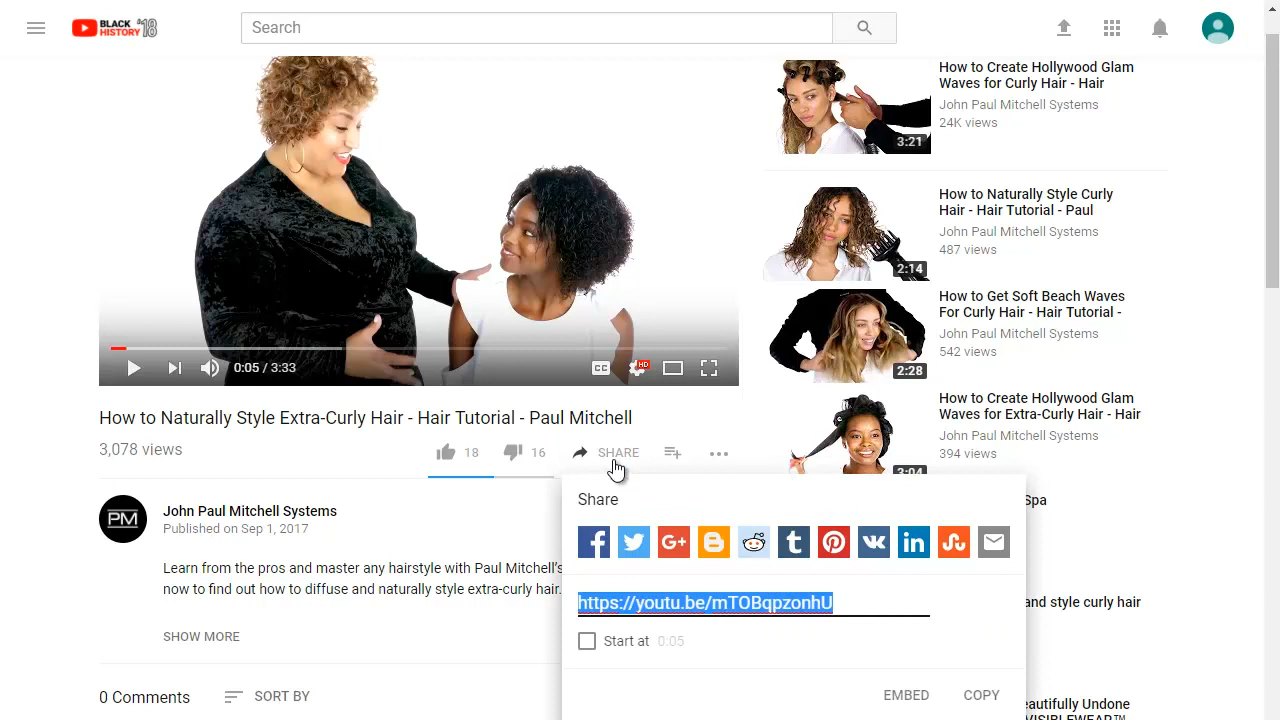 BLACK
HISTORY '18
Search
How to Create Hollywood Glam
Waves for Curly Hair - Hair
John Paul Mitchell Systems
24K views
3:21
How to Naturally Style Curly
Hair - Hair Tutorial - Paul
John Paul Mitchell Systems
487 views
2:14
How to Get Soft Beach Waves
For Curly Hair - Hair Tutorial -
John Paul Mitchell Systems
542 views
2:28
How to Create Hollywood Glam
Waves for Extra-Curly Hair - Hair
John Paul Mitchell Systems
394 views
3:04
0:05 / 3:33
CC
HD
How to Naturally Style Extra-Curly Hair - Hair Tutorial - Paul Mitchell
3,078 views
18
16
SHARE
PM
John Paul Mitchell Systems
Published on Sep 1, 2017
Learn from the pros and master any hairstyle with Paul Mitchell's
now to find out how to diffuse and naturally style extra-curly hair.
SHOW MORE
0 Comments
SORT BY
Share
G+
https://youtu.be/mTOBqpzonhU
Start at 0:05
EMBED
COPY
Spa
and style curly hair
eautifully Undone
VISIBLEWEAR™